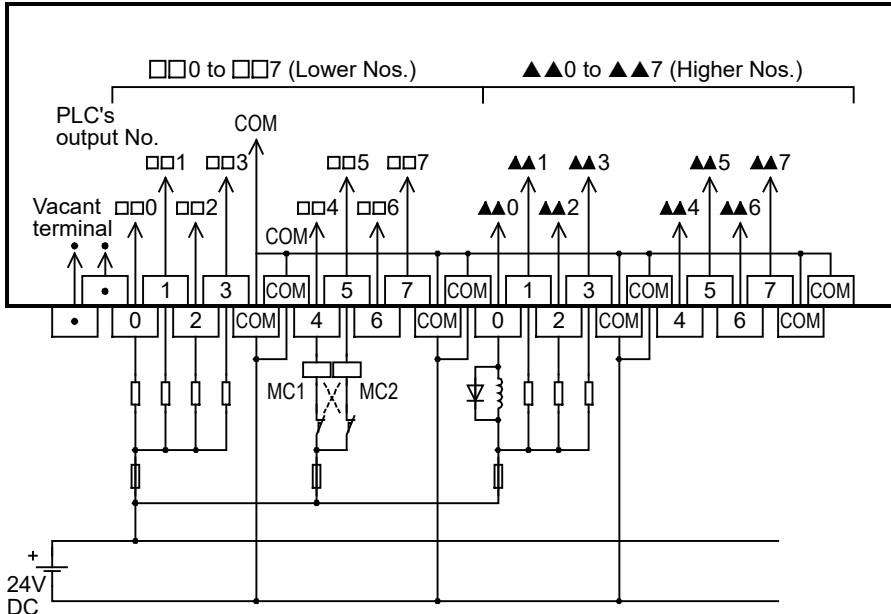 □□0 to □□7 (Lower Nos.) ▲▲0 to ▲▲7 (Higher Nos.)
PLC's
output No.
COM
□□1 □□3 □□5 □□7 ▲▲1 ▲▲3 ▲▲5 ▲▲7
Vacant
terminal
□□0 □□2 □□4 □□6 ▲▲0 ▲▲2 ▲▲4 ▲▲6
COM
• 1 3 COM 5 7 COM 1 3 COM 5 7 COM
• 0 2 COM 4 6 COM 0 2 COM 4 6 COM
MC1 MC2
+
24V
DC